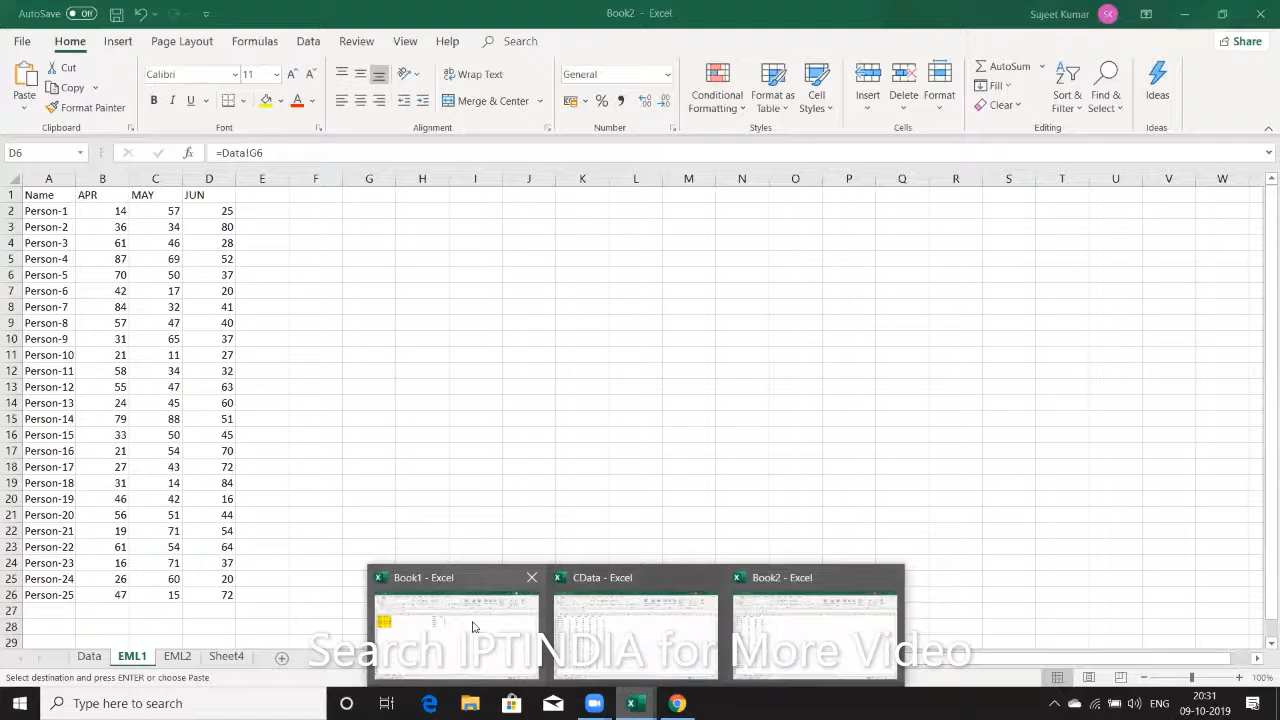 AutoSave Off
Book2 - Excel
Sujeet Kumar SK
File Home Insert Page Layout Formulas Data Review View Help Search Share
Paste Cut Copy Format Painter
Calibri 11
B I U A
Wrap Text
Merge & Center
General
Conditional Formatting
Format as Table
Cell Styles
Insert Delete Format
AutoSum
Fill
Clear
Sort & Filter
Find & Select
Ideas
Clipboard Font Alignment Number Styles Cells Editing Ideas
D6 fx =Data!G6
A B C D E F G H I J K L M N O P Q R S T U V W
1 Name APR MAY JUN
2 Person-1 14 57 25
3 Person-2 36 34 80
4 Person-3 61 46 28
5 Person-4 87 69 52
6 Person-5 70 50 37
7 Person-6 42 17 20
8 Person-7 84 32 41
9 Person-8 57 47 40
10 Person-9 31 65 37
11 Person-10 21 11 27
12 Person-11 58 34 32
13 Person-12 55 47 63
14 Person-13 24 45 60
15 Person-14 79 88 51
16 Person-15 33 50 45
17 Person-16 21 54 70
18 Person-17 27 43 72
19 Person-18 31 14 84
20 Person-19 46 42 16
21 Person-20 56 51 44
22 Person-21 19 71 54
23 Person-22 61 54 64
24 Person-23 16 71 37
25 Person-24 26 60 20
26 Person-25 47 15 72
27
28
29
Book1 - Excel CData - Excel Book2 - Excel
Search IPTINDIA for More Video
Data EML1 EML2 Sheet4
Select destination and press ENTER or choose Paste
100%
Type here to search
ENG
20:31
09-10-2019